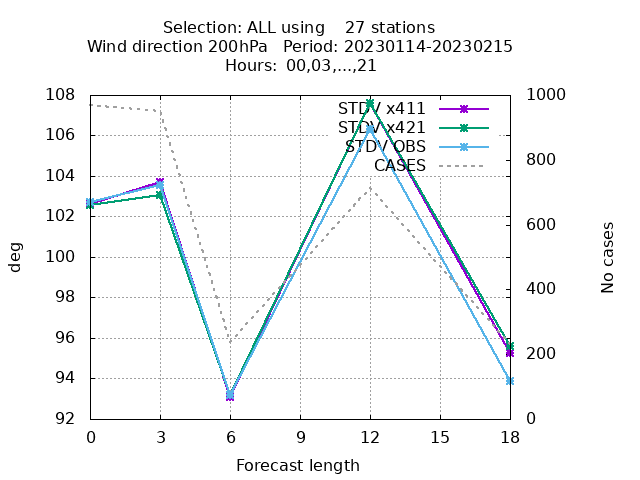 Selection: ALL using    27 stations
Wind direction 200hPa   Period: 20230114-20230215
Hours: 00,03,...,21
STDV x411
STDV x421
STDV OBS
CASES
108
106
104
102
100
98
96
94
92
1000
800
600
400
200
0
deg
No cases
0 3 6 9 12 15 18
Forecast length